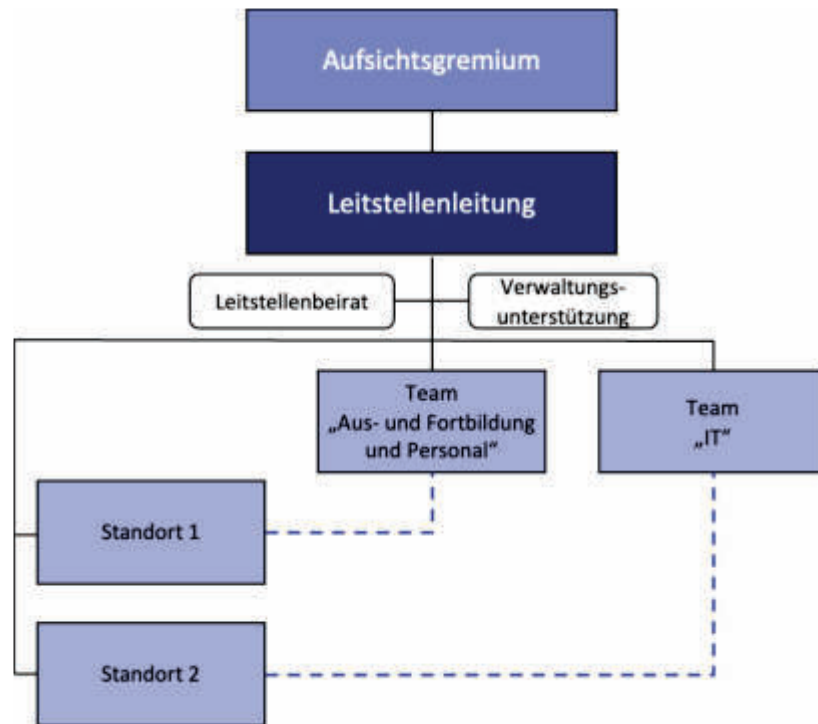 Aufsichtsgremium
Leitstellenleitung
Leitstellenbeirat
Verwaltungs-
unterstützung
Team
„Aus- und Fortbildung
und Personal“
Team
„IT“
Standort 1
Standort 2